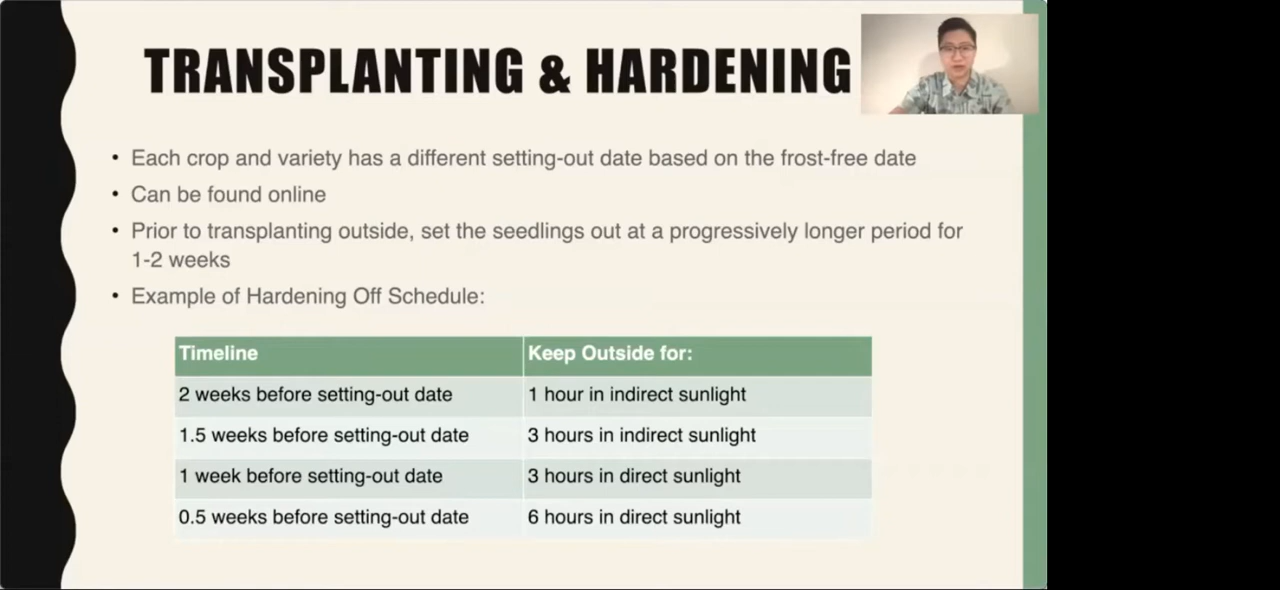 TRANSPLANTING & HARDENING
• Each crop and variety has a different setting-out date based on the frost-free date
• Can be found online
• Prior to transplanting outside, set the seedlings out at a progressively longer period for
1-2 weeks
• Example of Hardening Off Schedule:
Timeline Keep Outside for:
2 weeks before setting-out date 1 hour in indirect sunlight
1.5 weeks before setting-out date 3 hours in indirect sunlight
1 week before setting-out date 3 hours in direct sunlight
0.5 weeks before setting-out date 6 hours in direct sunlight